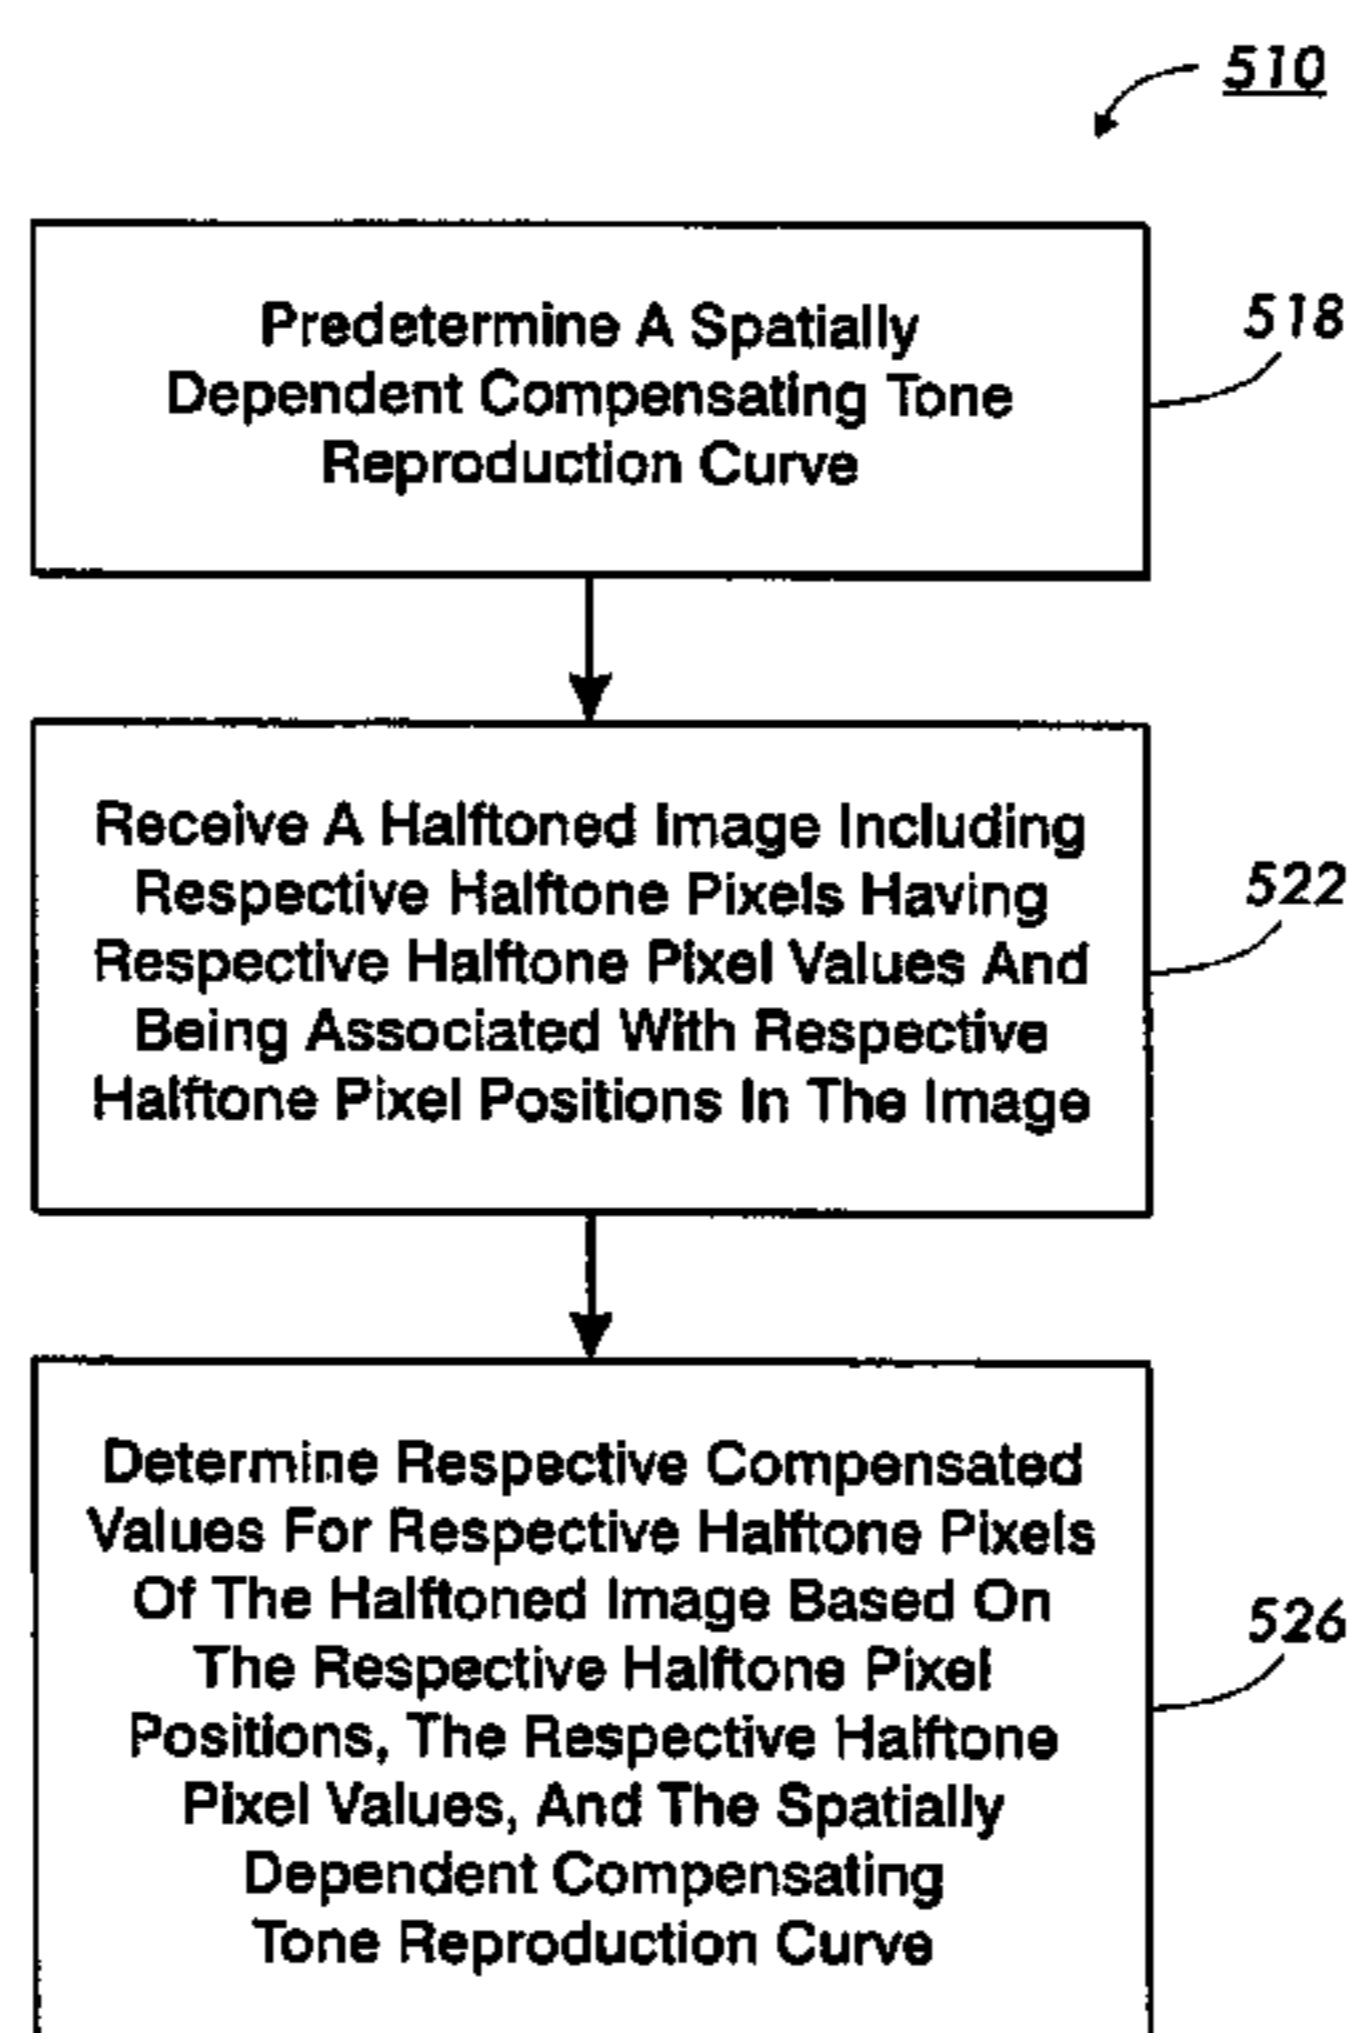 510
Predetermine A Spatially
Dependent Compensating Tone
Reproduction Curve
518
Receive A Halftoned Image Including
Respective Halftone Pixels Having
Respective Halftone Pixel Values And
Being Associated With Respective
Halftone Pixel Positions In The Image
522
Determine Respective Compensated
Values For Respective Halftone Pixels
Of The Halftoned Image Based On
The Respective Halftone Pixel
Positions, The Respective Halftone
Pixel Values, And The Spatially
Dependent Compensating
Tone Reproduction Curve
526